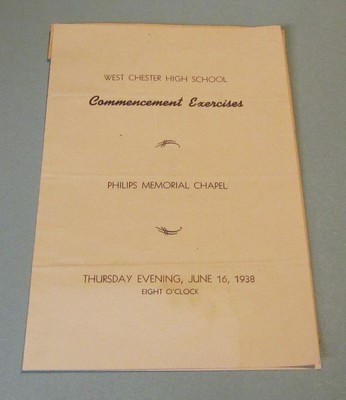 WEST CHESTER HIGH SCHOOL
Commencement Exercises
PHILIPS MEMORIAL CHAPEL
THURSDAY EVENING, JUNE 16, 1938
EIGHT O'CLOCK